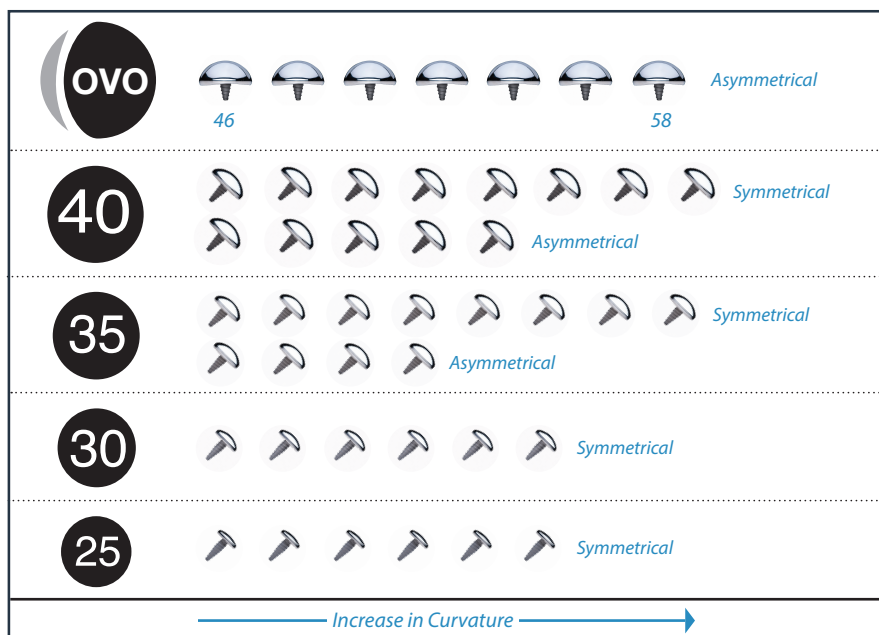 OVO
Asymmetrical
46 58
40
Symmetrical
Asymmetrical
35
Symmetrical
Asymmetrical
30
Symmetrical
25
Symmetrical
Increase in Curvature